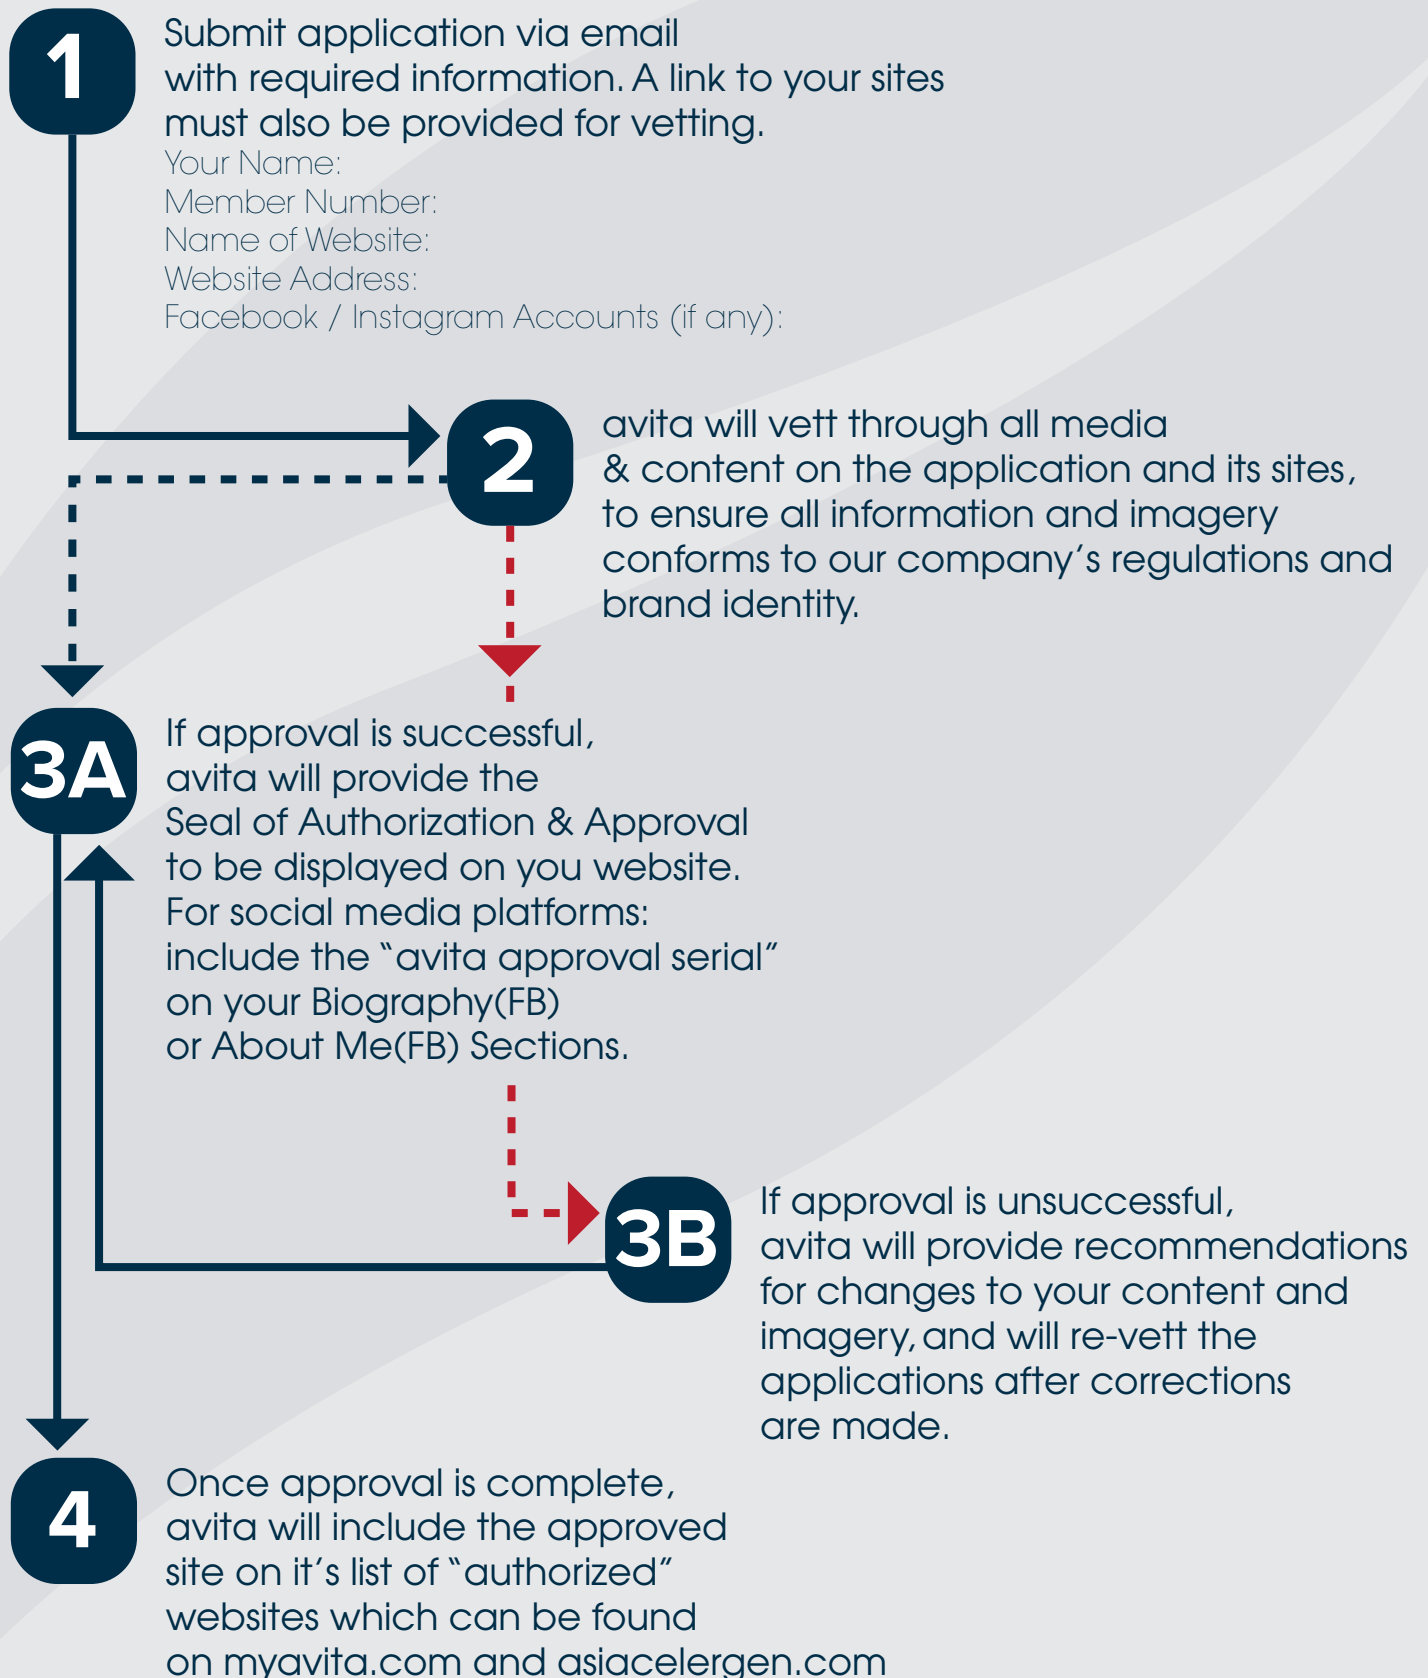 1
Submit application via email
with required information. A link to your sites
must also be provided for vetting.
Your Name:
Member Number:
Name of Website:
Website Address:
Facebook / Instagram Accounts (if any):
2
avita will vett through all media
& content on the application and its sites,
to ensure all information and imagery
conforms to our company's regulations and
brand identity.
3A
If approval is successful,
avita will provide the
Seal of Authorization & Approval
to be displayed on you website.
For social media platforms:
include the “avita approval serial”
on your Biography(FB)
or About Me(FB) Sections.
3B
If approval is unsuccessful,
avita will provide recommendations
for changes to your content and
imagery, and will re-vett the
applications after corrections
are made.
4
Once approval is complete,
avita will include the approved
site on it's list of “authorized”
websites which can be found
on myavita.com and asiacelergen.com